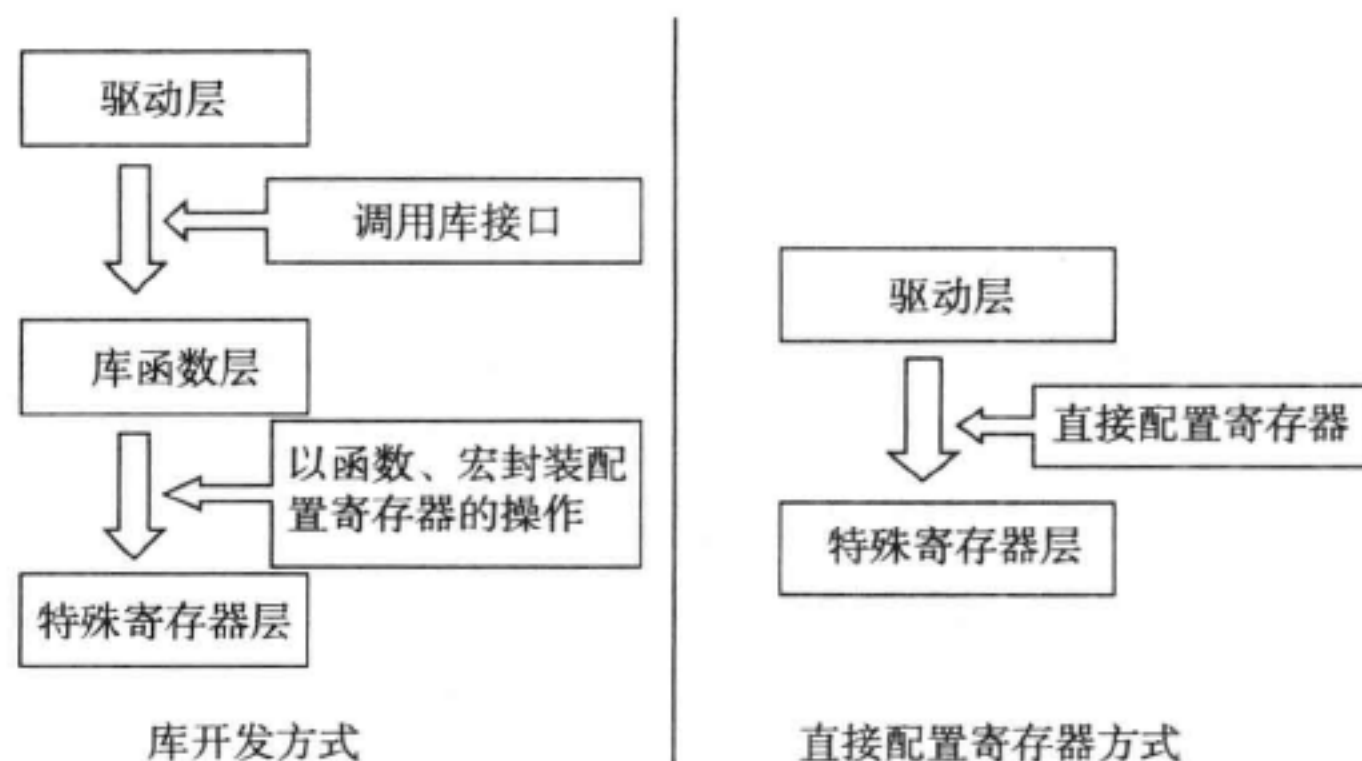 驱动层
调用库接口
库函数层
以函数、宏封装配
置寄存器的操作
特殊寄存器层
库开发方式
驱动层
直接配置寄存器
特殊寄存器层
直接配置寄存器方式